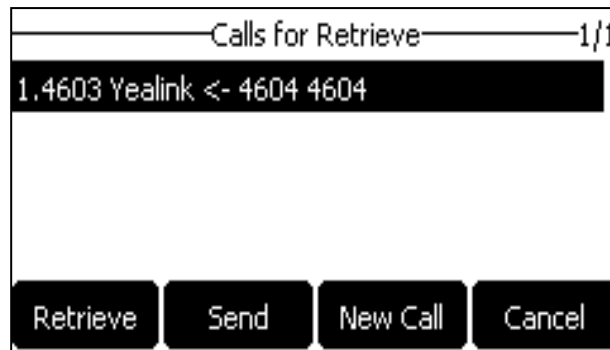 Calls for Retrieve 1/1
1.4603 Yealink <- 4604 4604
Retrieve Send New Call Cancel